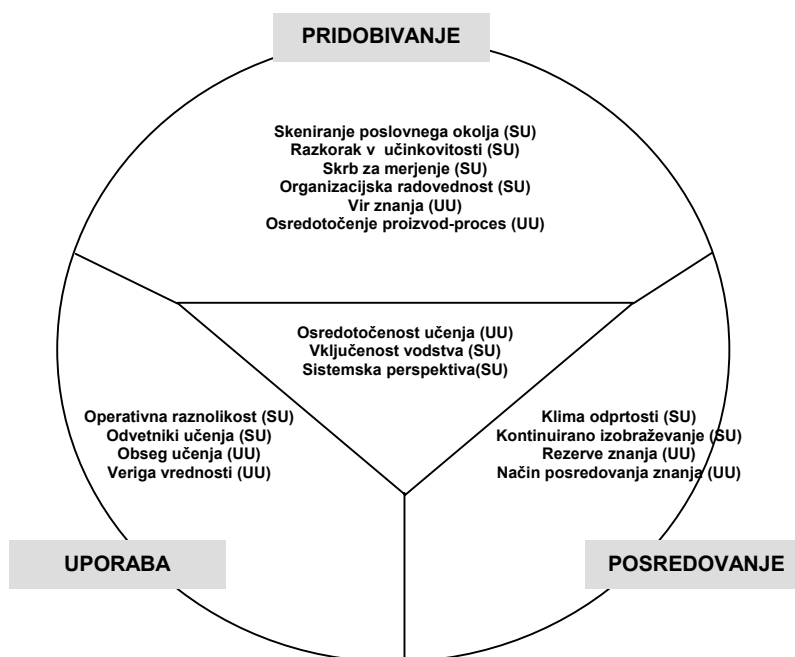 PRIDOBIVANJE
Skeniranje poslovnega okolja (SU)
Razkorak v učinkovitosti (SU)
Skrb za merjenje (SU)
Organizacijska radovednost (SU)
Vir znanja (UU)
Osredotočenje proizvod-proces (UU)
Osredotočenost učenja (UU)
Vključenost vodstva (SU)
Sistemska perspektiva(SU)
Operativna raznolikost (SU)
Odvetniki učenja (SU)
Obseg učenja (UU)
Veriga vrednosti (UU)
Klima odprtosti (SU)
Kontinuirano izobraževanje (SU)
Rezerve znanja (UU)
Način posredovanja znanja (UU)
UPORABA
POSREDOVANJE